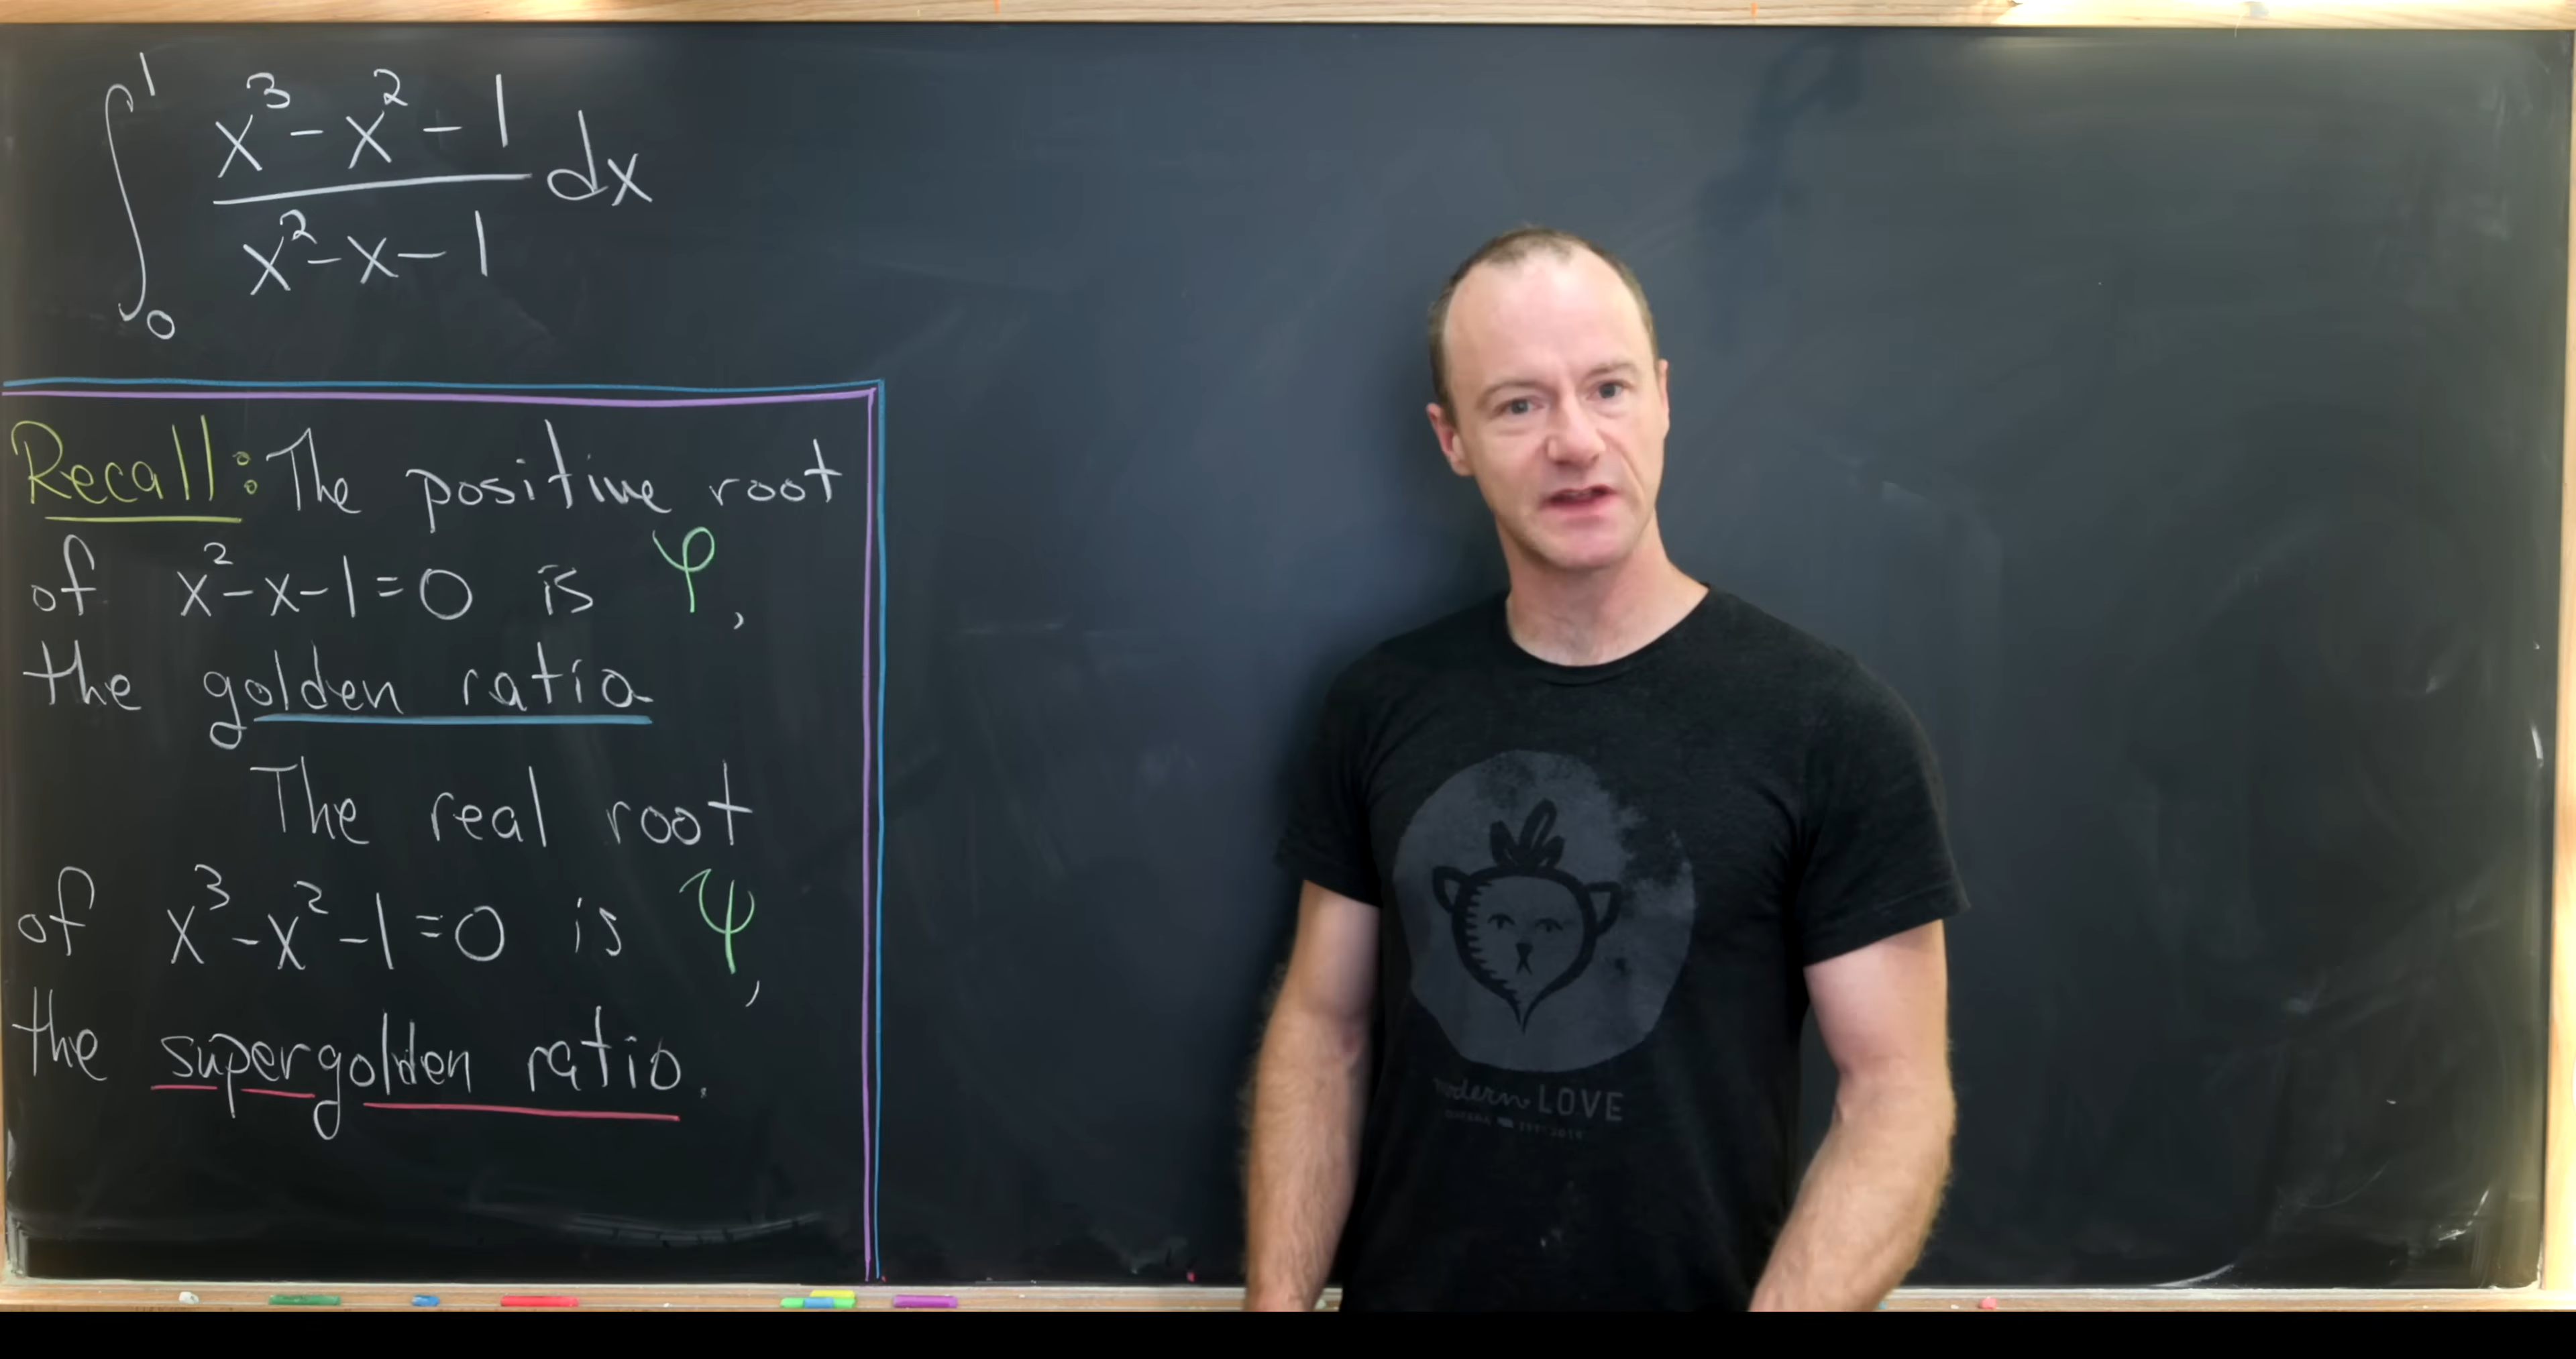 ∫₀¹ (x³ - x² - 1)/(x² - x - 1) dx
Recall: The positive root
of x² - x - 1 = 0 is φ,
the golden ratio
The real root
of x³ - x² - 1 = 0 is ψ,
the supergolden ratio.
modern LOVE